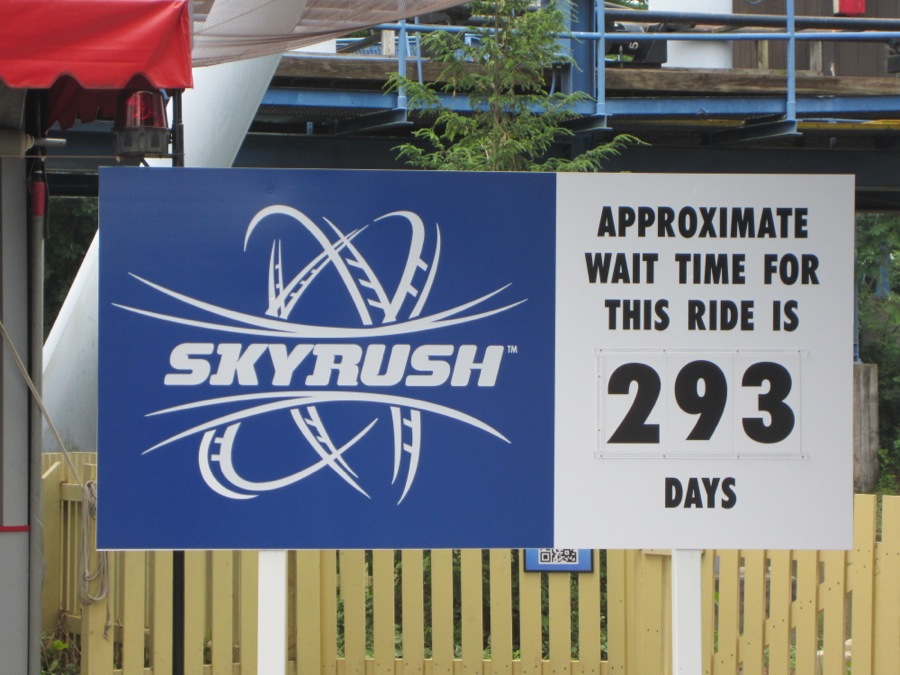 SKYRUSH™
APPROXIMATE
WAIT TIME FOR
THIS RIDE IS
293
DAYS